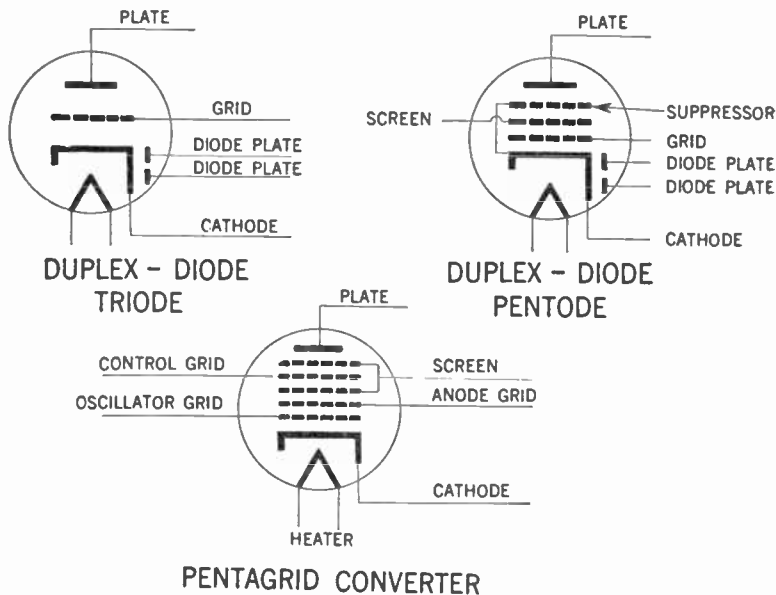 PLATE
GRID
DIODE PLATE
DIODE PLATE
CATHODE
DUPLEX - DIODE
TRIODE
PLATE
SCREEN
SUPPRESSOR
GRID
DIODE PLATE
DIODE PLATE
CATHODE
DUPLEX - DIODE
PENTODE
PLATE
CONTROL GRID
SCREEN
OSCILLATOR GRID
ANODE GRID
CATHODE
HEATER
PENTAGRID CONVERTER